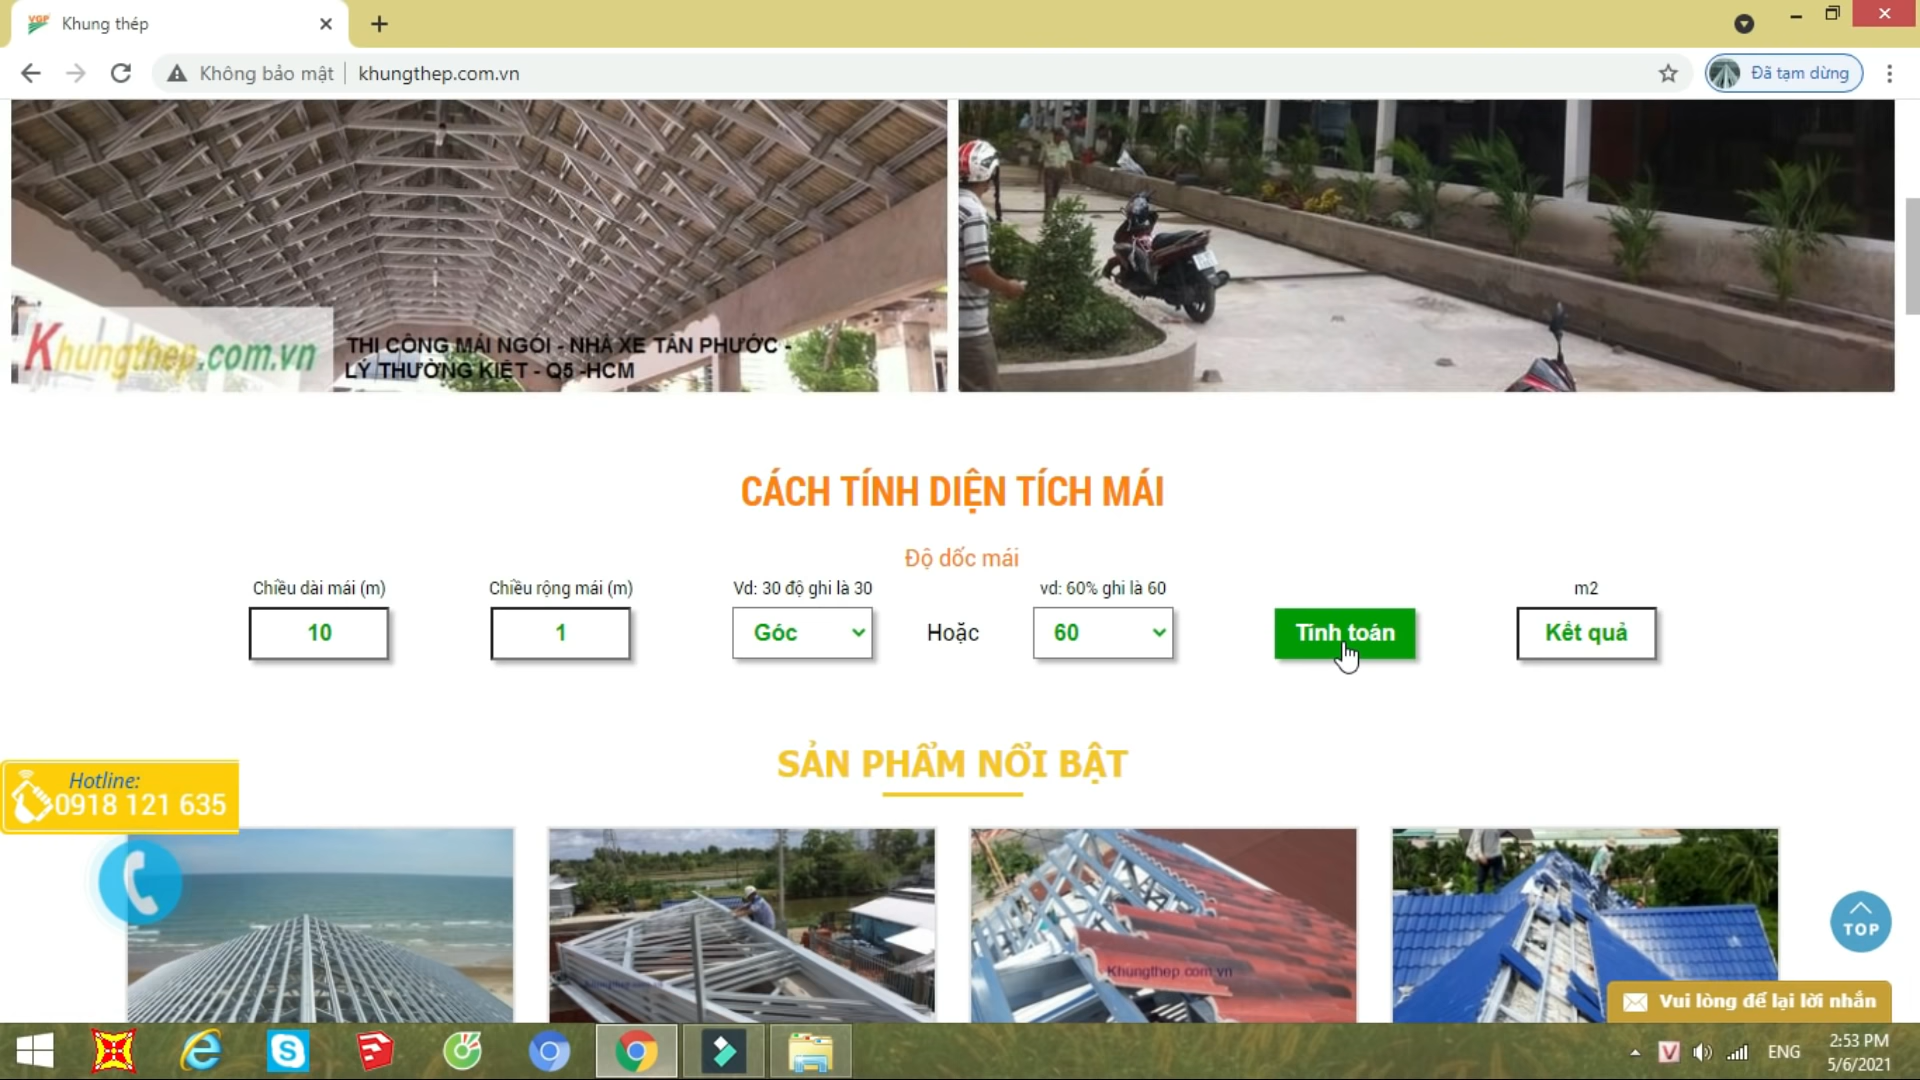 VGP
Khung thép
Không bảo mật
khungthep.com.vn
Đã tạm dừng
Khungthep.com.vn
THI CÔNG MÁI NGÓI - NHÀ XE TÂN PHƯỚC -
LÝ THƯỜNG KIỆT - Q5 -HCM
CÁCH TÍNH DIỆN TÍCH MÁI
Độ dốc mái
Chiều dài mái (m)
Chiều rộng mái (m)
Vd: 30 độ ghi là 30
vd: 60% ghi là 60
m2
10
1
Góc
Hoặc
60
Tính toán
Kết quả
SẢN PHẨM NỔI BẬT
Hotline:
0918 121 635
Khungthep.com.vn
TOP
Vui lòng để lại lời nhắn
ENG
2:53 PM
5/6/2021